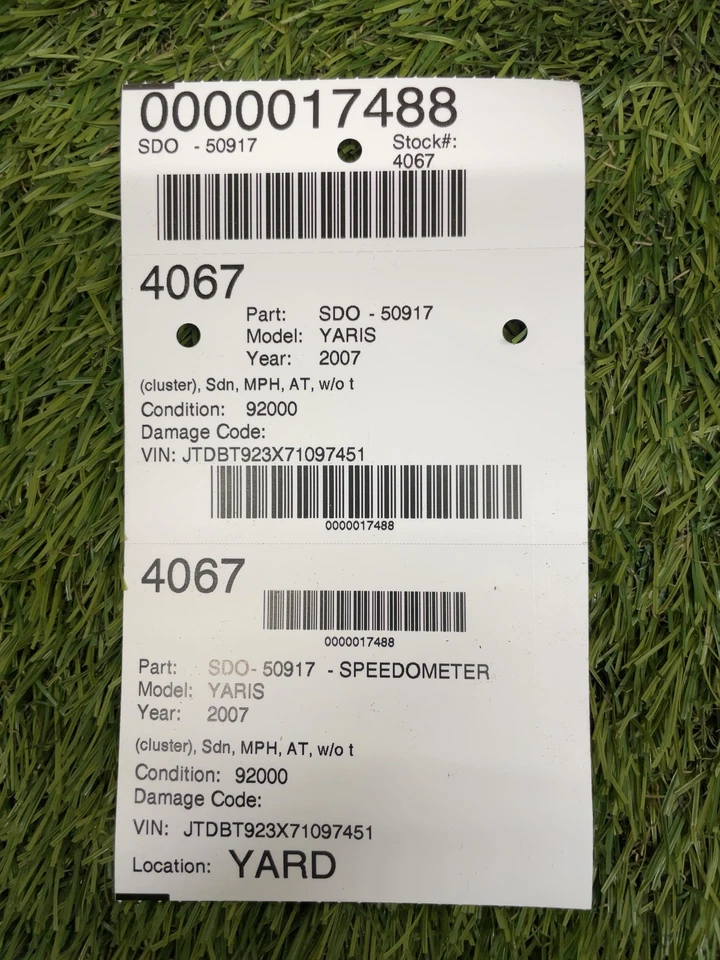 0000017488
SDO - 50917
Stock#:
4067
4067
Part: SDO - 50917
Model: YARIS
Year: 2007
(cluster), Sdn, MPH, AT, w/o t
Condition: 92000
Damage Code:
VIN: JTDBT923X71097451
0000017488
4067
0000017488
Part: SDO- 50917 - SPEEDOMETER
Model: YARIS
Year: 2007
(cluster), Sdn, MPH, AT, w/o t
Condition: 92000
Damage Code:
VIN: JTDBT923X71097451
Location: YARD